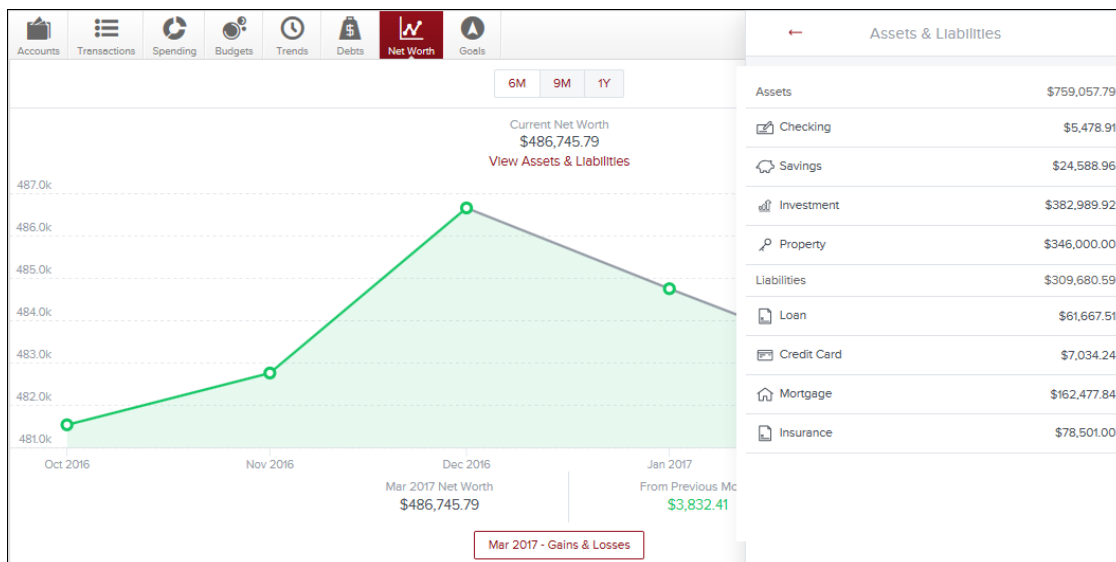 Accounts Transactions Spending Budgets Trends Debts Net Worth Goals
6M 9M 1Y
Current Net Worth
$486,745.79
View Assets & Liabilities
487.0k
486.0k
485.0k
484.0k
483.0k
482.0k
481.0k
Oct 2016 Nov 2016 Dec 2016 Jan 2017
Mar 2017 Net Worth
$486,745.79
From Previous Mo
$3,832.41
Mar 2017 - Gains & Losses
← Assets & Liabilities
Assets $759,057.79
Checking $5,478.91
Savings $24,588.96
Investment $382,989.92
Property $346,000.00
Liabilities $309,680.59
Loan $61,667.51
Credit Card $7,034.24
Mortgage $162,477.84
Insurance $78,501.00